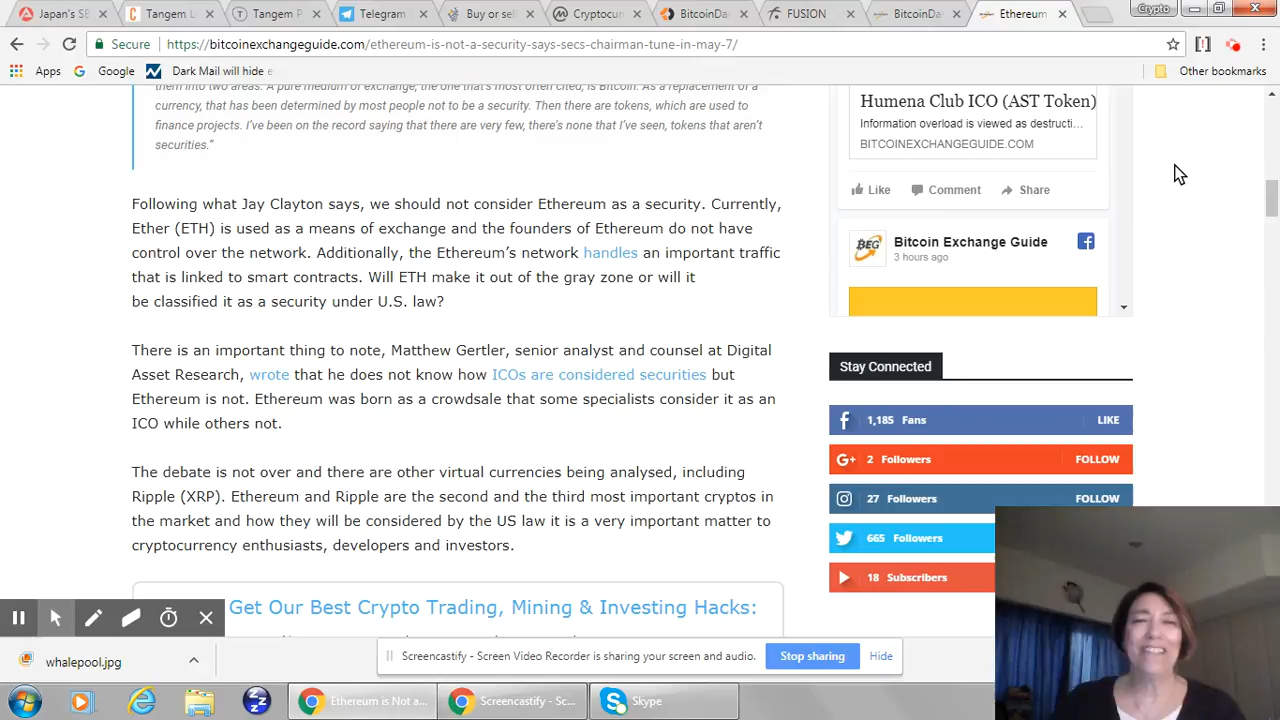 Japan's SB
Tangem L
Tangem P
Telegram
Buy or sel
Cryptocur
BitcoinDa
FUSION
BitcoinDa
Ethereum
Crypto
Secure
https://bitcoinexchangeguide.com/ethereum-is-not-a-security-says-secs-chairman-tune-in-may-7/
Apps
Google
Dark Mail will hide e
Other bookmarks
them into two areas. A pure medium of exchange, the one that's most often cited, is Bitcoin. As a replacement of a
currency, that has been determined by most people not to be a security. Then there are tokens, which are used to
finance projects. I've been on the record saying that there are very few, there's none that I've seen, tokens that aren't
securities."
Following what Jay Clayton says, we should not consider Ethereum as a security. Currently,
Ether (ETH) is used as a means of exchange and the founders of Ethereum do not have
control over the network. Additionally, the Ethereum's network handles an important traffic
that is linked to smart contracts. Will ETH make it out of the gray zone or will it
be classified it as a security under U.S. law?
There is an important thing to note, Matthew Gertler, senior analyst and counsel at Digital
Asset Research, wrote that he does not know how ICOs are considered securities but
Ethereum is not. Ethereum was born as a crowdsale that some specialists consider it as an
ICO while others not.
The debate is not over and there are other virtual currencies being analysed, including
Ripple (XRP). Ethereum and Ripple are the second and the third most important cryptos in
the market and how they will be considered by the US law it is a very important matter to
cryptocurrency enthusiasts, developers and investors.
Get Our Best Crypto Trading, Mining & Investing Hacks:
Humena Club ICO (AST Token)
Information overload is viewed as destructi...
BITCOINEXCHANGEGUIDE.COM
Like
Comment
Share
BEG
Bitcoin Exchange Guide
3 hours ago
Stay Connected
1,185 Fans LIKE
2 Followers FOLLOW
27 Followers FOLLOW
665 Followers
18 Subscribers
Screencastify - Screen Video Recorder is sharing your screen and audio.
Stop sharing
Hide
whalepool.jpg
Ethereum is Not a...
Screencastify - Sc...
Skype